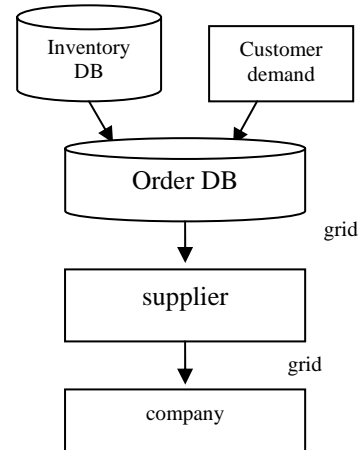 Inventory
DB
Customer
demand
Order DB
grid
supplier
grid
company